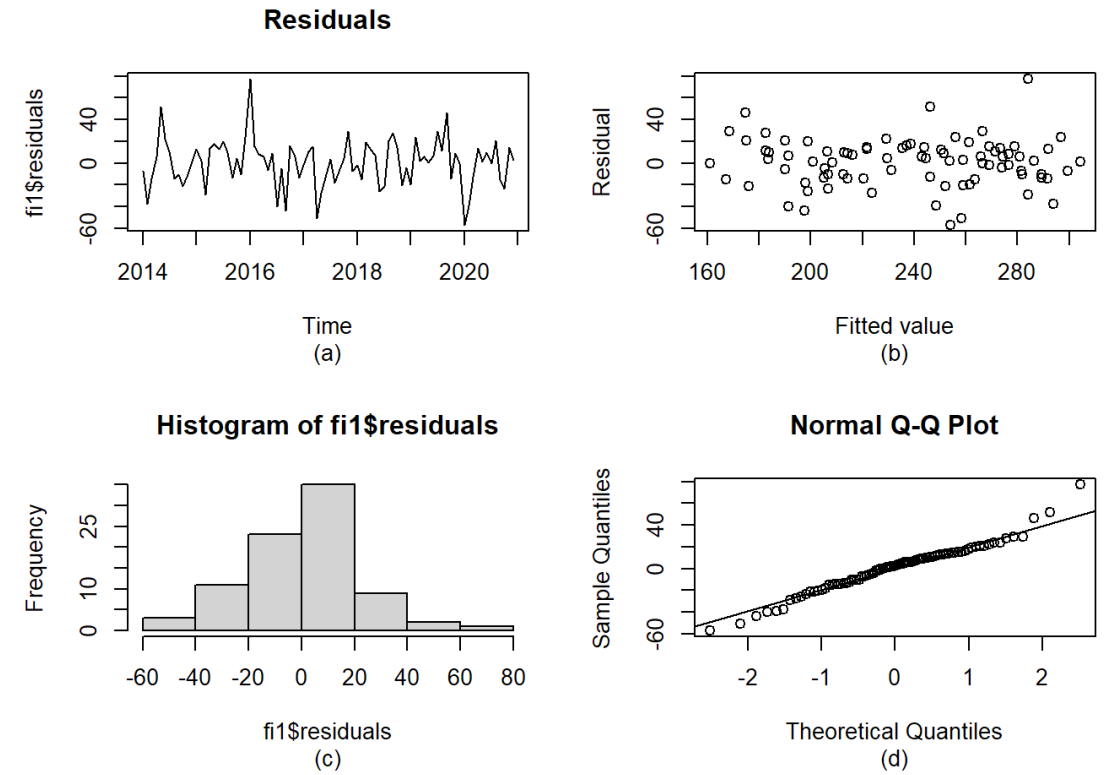 Residuals
fi1$residuals
40
0
-60
2014 2016 2018 2020
Time
(a)
Residual
40
0
-60
160 200 240 280
Fitted value
(b)
Histogram of fi1$residuals
Frequency
25
10
0
-60 -40 -20 0 20 40 60 80
fi1$residuals
(c)
Normal Q-Q Plot
Sample Quantiles
40
0
-60
-2 -1 0 1 2
Theoretical Quantiles
(d)